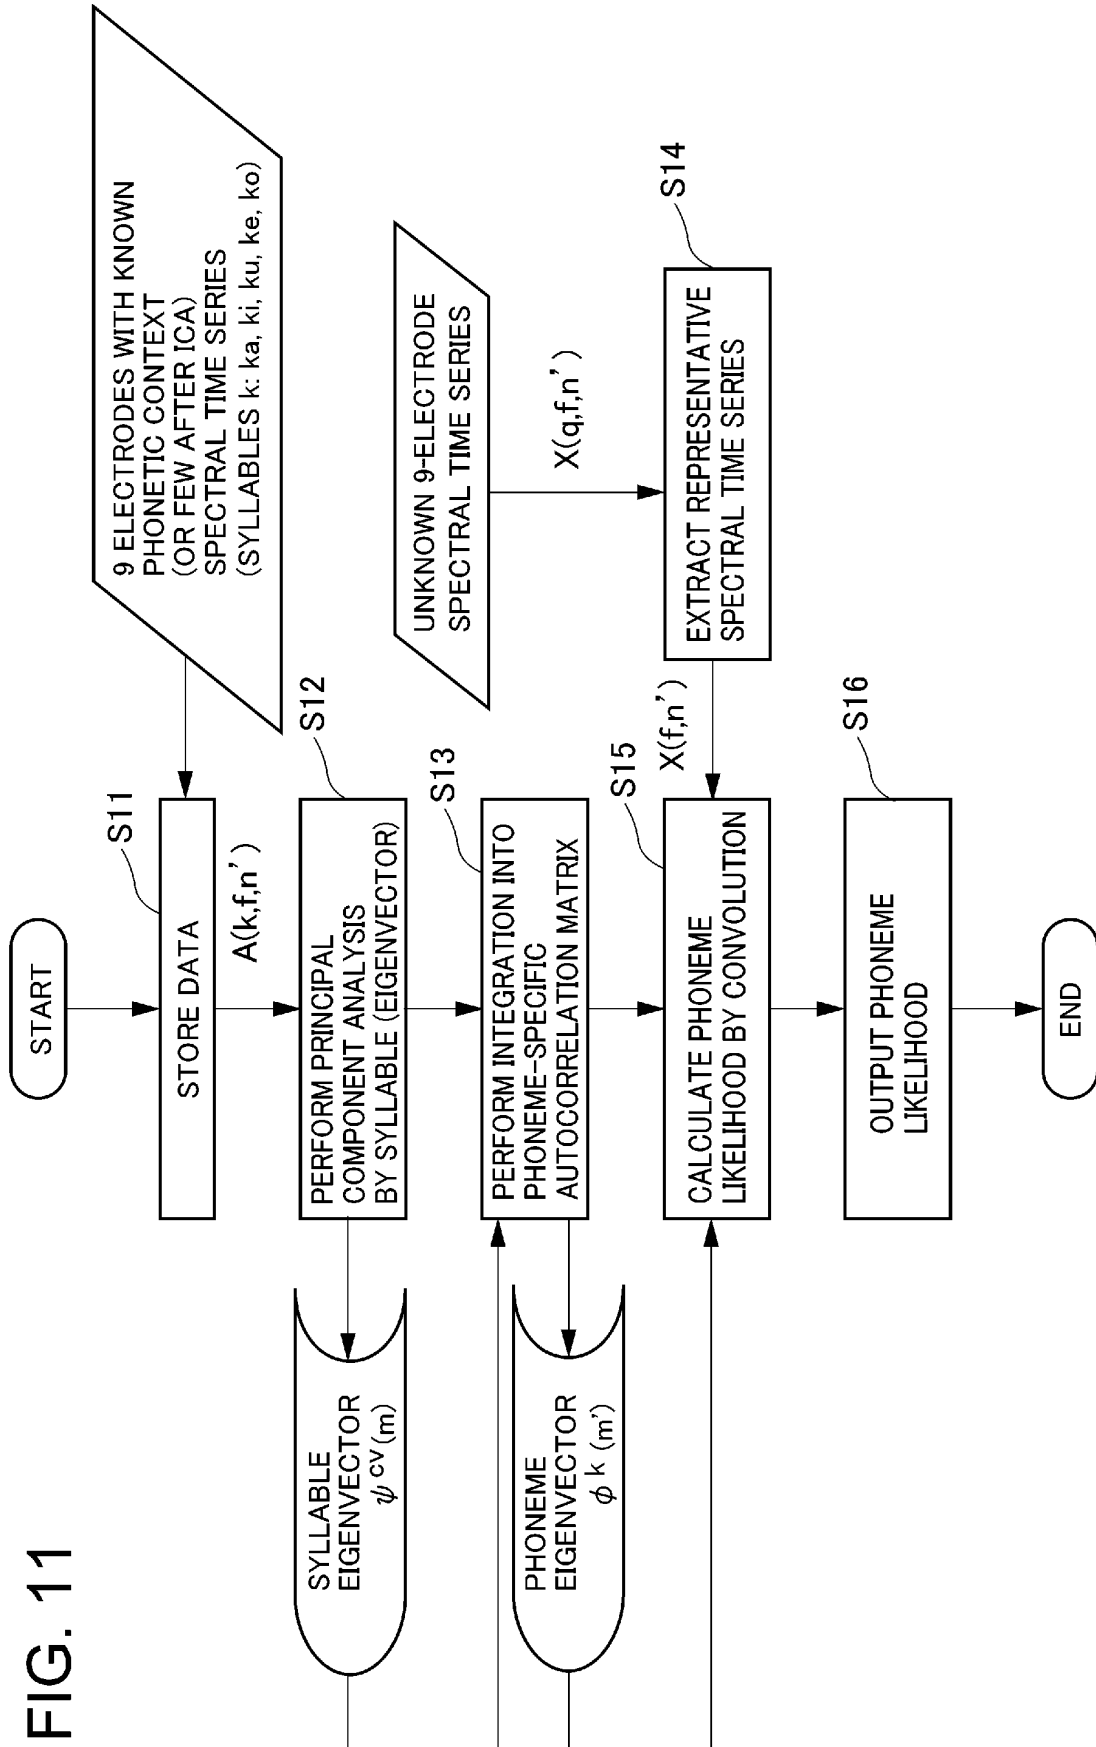 FIG. 11
START
S11
STORE DATA
9 ELECTRODES WITH KNOWN
PHONETIC CONTEXT
(OR FEW AFTER ICA)
SPECTRAL TIME SERIES
(SYLLABLES k: ka, ki, ku, ke, ko)
A(k,f,n')
S12
PERFORM PRINCIPAL
COMPONENT ANALYSIS
BY SYLLABLE (EIGENVECTOR)
SYLLABLE
EIGENVECTOR
ψ^cv (m)
S13
PERFORM INTEGRATION INTO
PHONEME-SPECIFIC
AUTOCORRELATION MATRIX
PHONEME
EIGENVECTOR
φ^k (m')
UNKNOWN 9-ELECTRODE
SPECTRAL TIME SERIES
X(q,f,n')
S14
EXTRACT REPRESENTATIVE
SPECTRAL TIME SERIES
X(f,n')
S15
CALCULATE PHONEME
LIKELIHOOD BY CONVOLUTION
S16
OUTPUT PHONEME
LIKELIHOOD
END